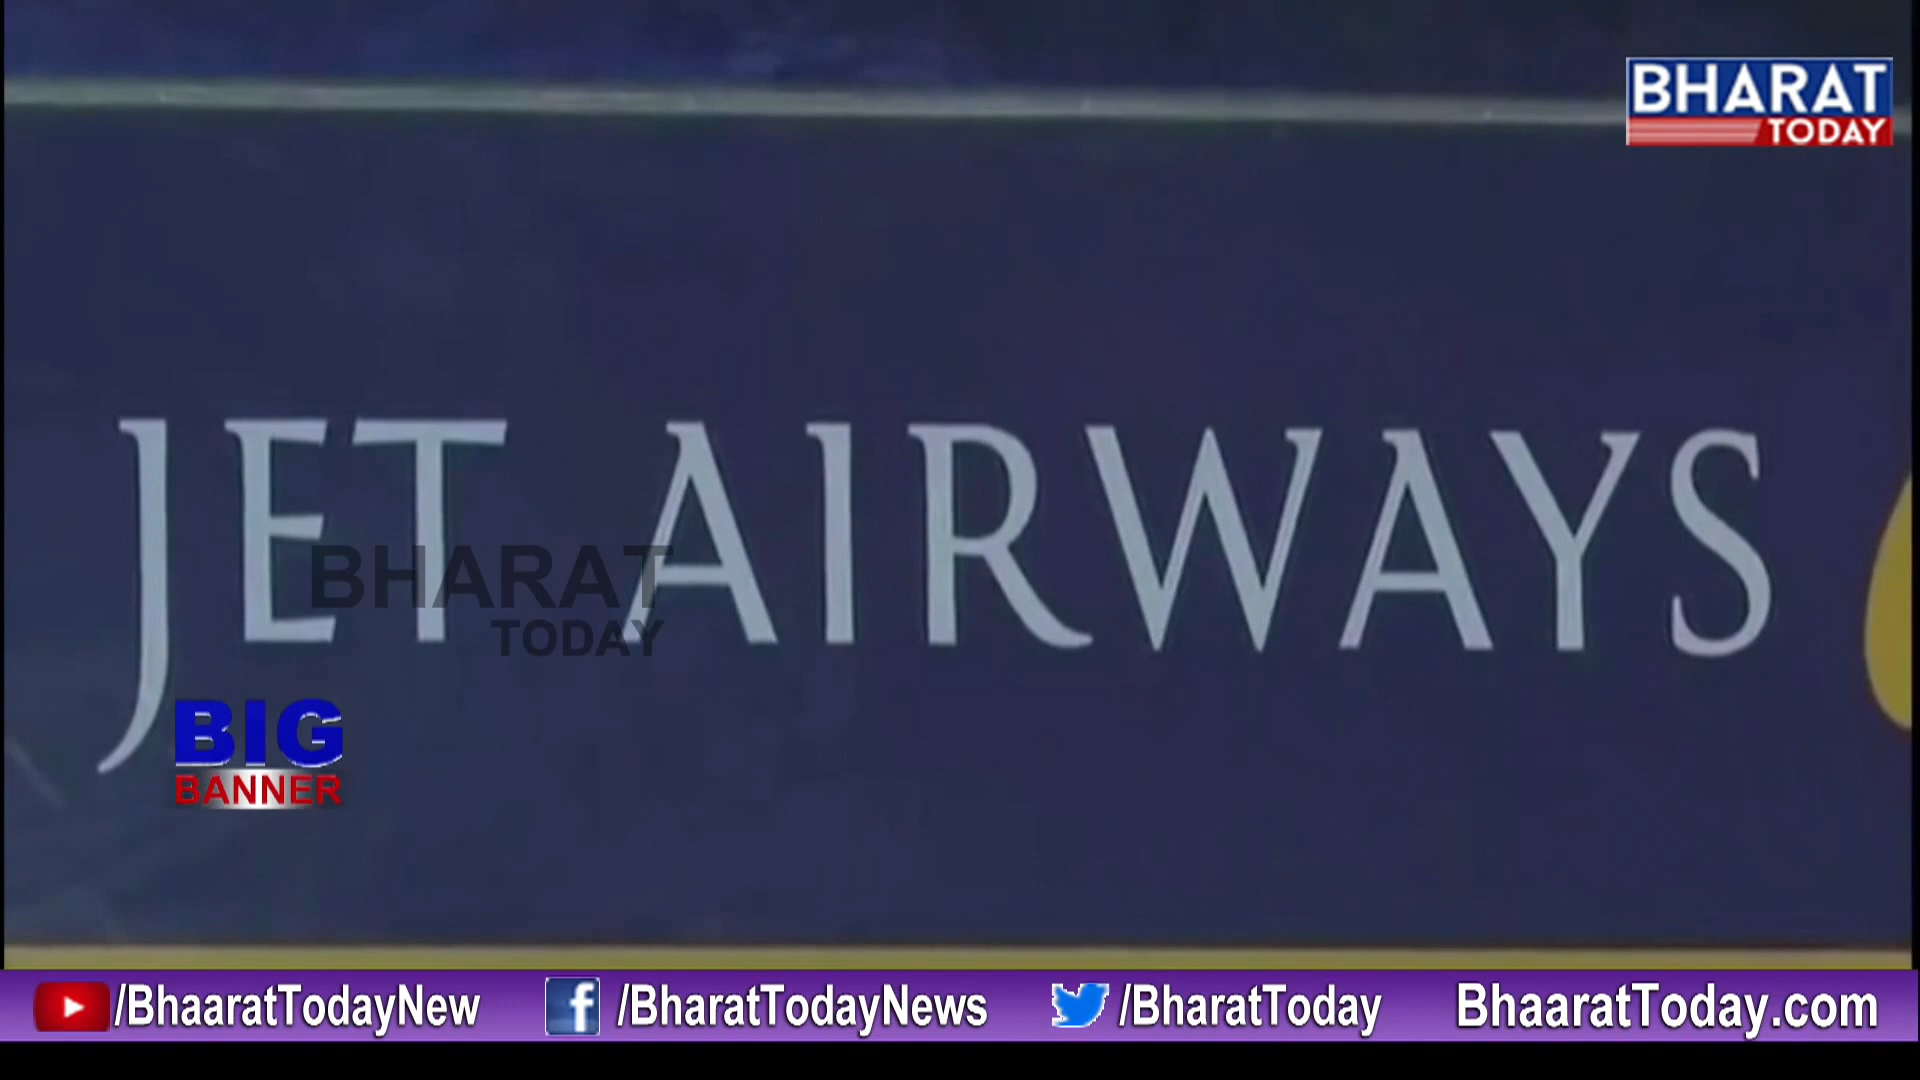 BHARAT
TODAY
JET AIRWAYS
BHARAT
TODAY
BIG
BANNER
/BhaaratTodayNew /BharatTodayNews /BharatToday BhaaratToday.com